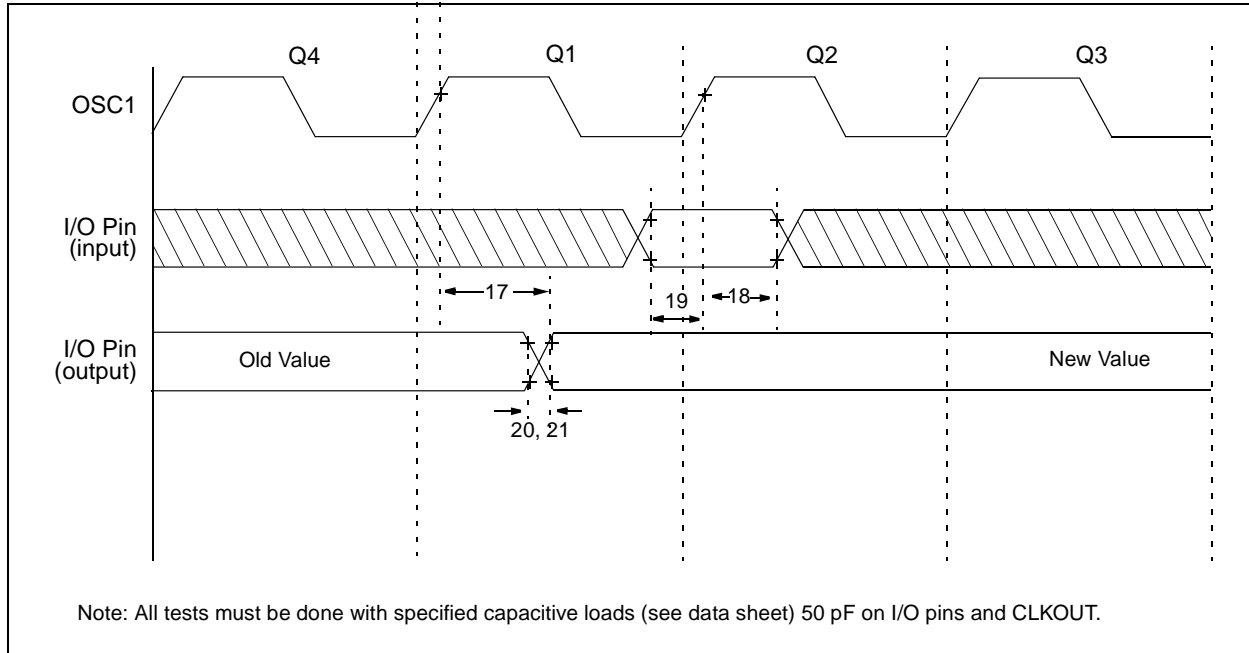 Q4 Q1 Q2 Q3
OSC1
I/O Pin
(input)
17
19
18
I/O Pin
(output)
Old Value
New Value
20, 21
Note: All tests must be done with specified capacitive loads (see data sheet) 50 pF on I/O pins and CLKOUT.